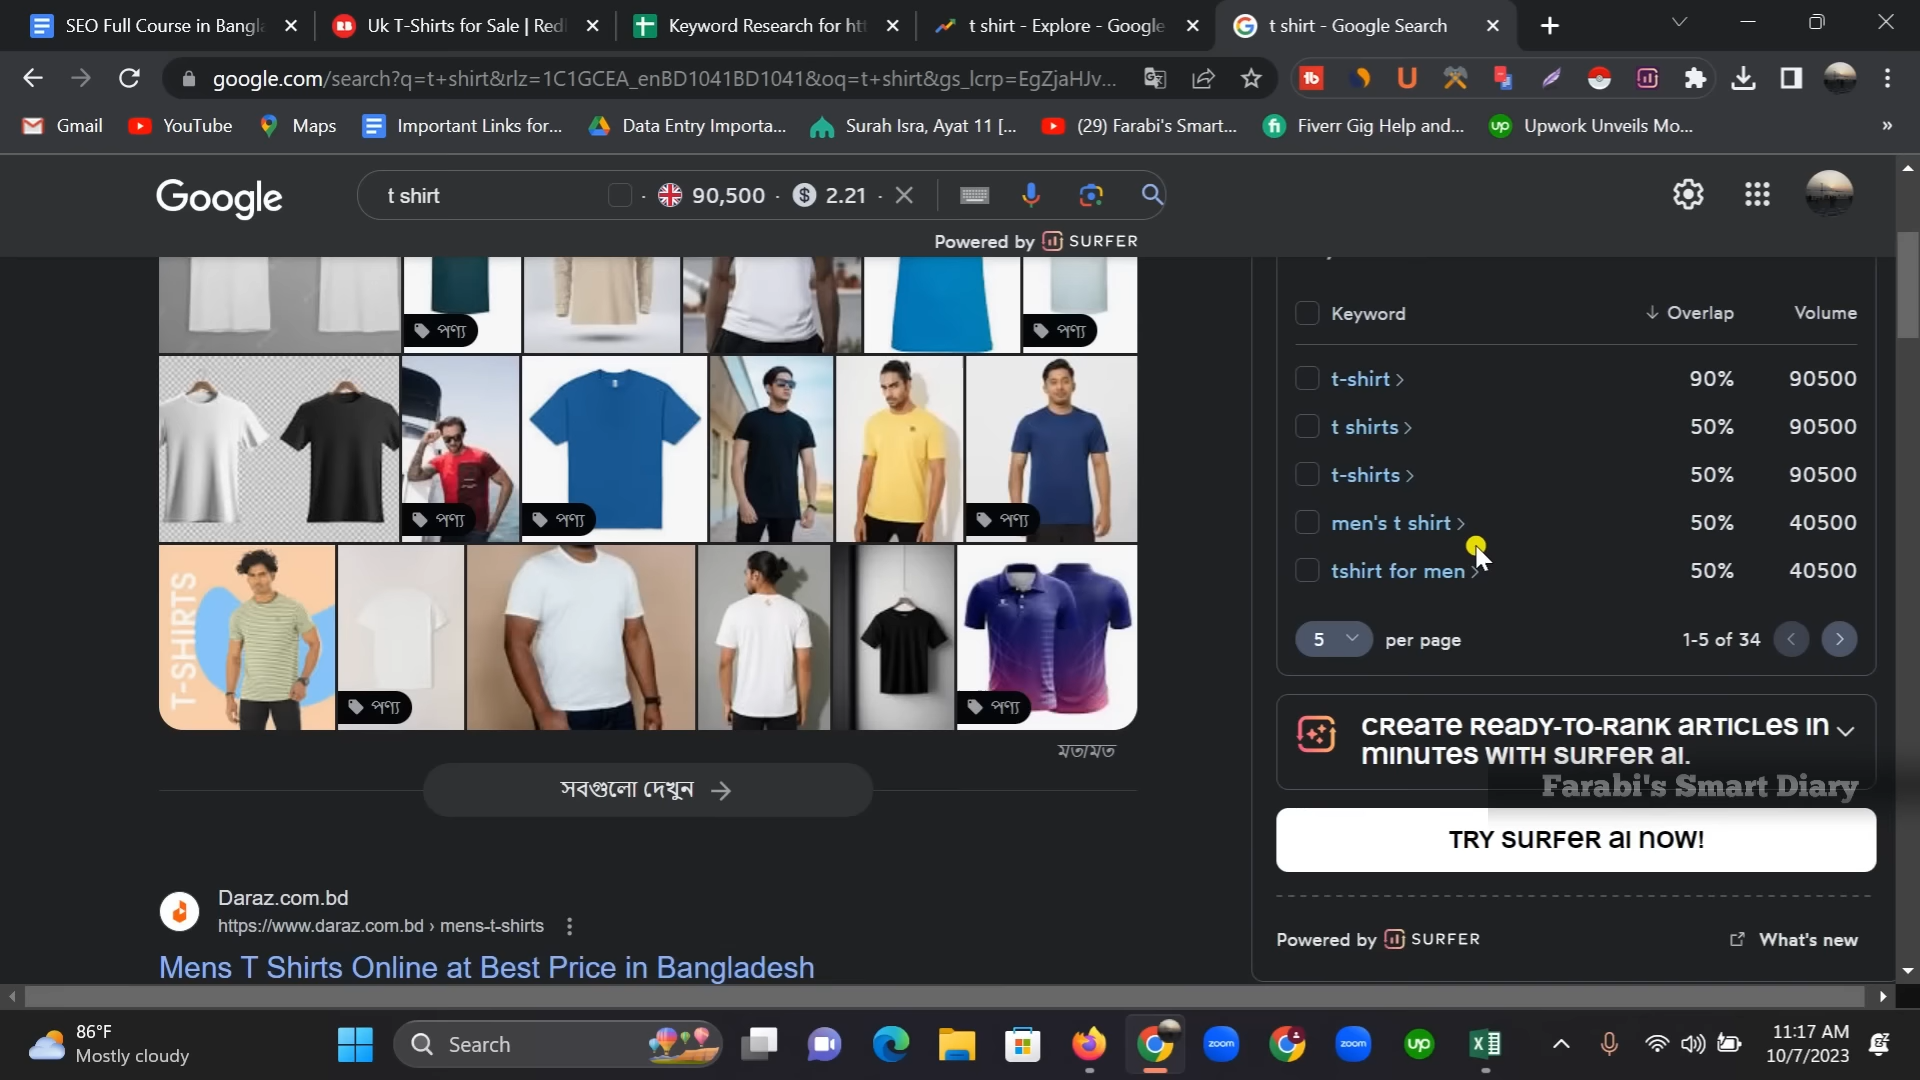 SEO Full Course in Bangla
Uk T-Shirts for Sale | Redl
Keyword Research for htt
t shirt - Explore - Google
t shirt - Google Search
google.com/search?q=t+shirt&rlz=1C1GCEA_enBD1041BD1041&oq=t+shirt&gs_lcrp=EgZjaHJv...
Gmail
YouTube
Maps
Important Links for...
Data Entry Importa...
Surah Isra, Ayat 11 [...
(29) Farabi's Smart...
Fiverr Gig Help and...
Upwork Unveils Mo...
»
Google
t shirt
90,500 · $ 2.21 ·
Powered by SURFER
Keyword Overlap Volume
t-shirt > 90% 90500
t shirts > 50% 90500
t-shirts > 50% 90500
men's t shirt > 50% 40500
tshirt for men > 50% 40500
5 per page 1-5 of 34
পণ্য
পণ্য
পণ্য
পণ্য
পণ্য
T-SHIRTS
পণ্য
পণ্য
মতামত
সবগুলো দেখুন →
CREATE READY-TO-RANK ARTICLES IN
MINUTES WITH SURFER AI.
Farabi's Smart Diary
TRY SURFER AI NOW!
Powered by SURFER
What's new
Daraz.com.bd
https://www.daraz.com.bd › mens-t-shirts
Mens T Shirts Online at Best Price in Bangladesh
86°F
Mostly cloudy
Search
zoom
zoom
up
11:17 AM
10/7/2023